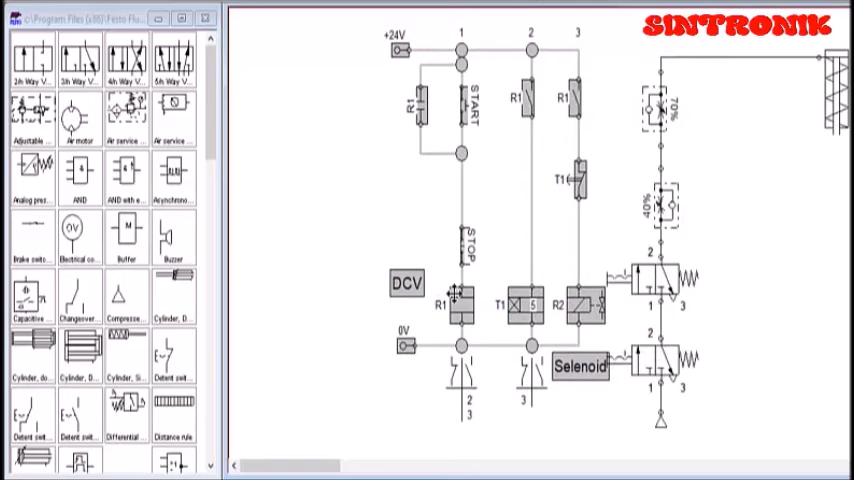 c:\Program Files (x86)\Festo Flu...
SINTRONIK
2/n Way V...
3/n Way V...
4/n Way V...
5/n Way V...
Adjustable ...
Air motor
Air service ...
Air service ...
Analog pres...
AND
AND with e...
Asynchrono...
Brake switc...
Electrical co...
Buffer
Buzzer
Capacitive ...
Changeover...
Compresse...
Cylinder, D...
Cylinder, do...
Cylinder, D...
Cylinder, Si...
Detent swit...
Detent swit...
Detent swit...
Differential ...
Distance rule
+24V
1
2
3
R1
START
R1
R1
T1
STOP
DCV
R1
T1
5
R2
0V
2
3
3
Selenoid
70%
40%
2
1
3
2
1
3